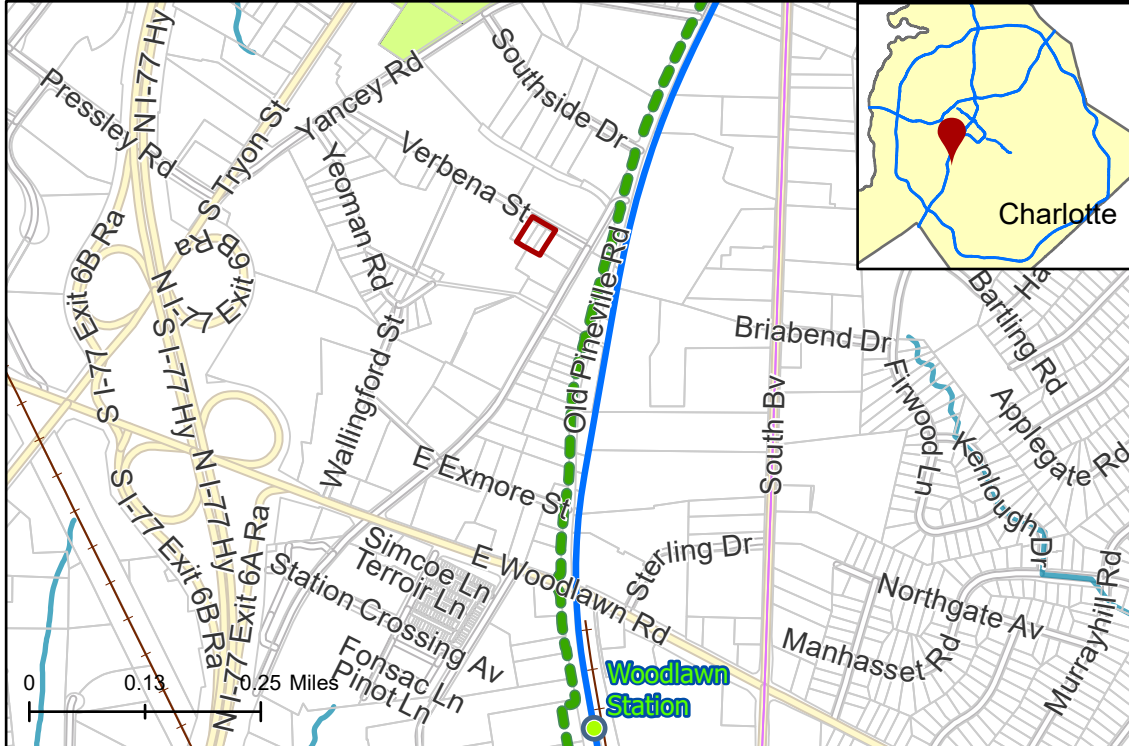 Pressley Rd
N I-77 Hy
S Tryon St
Yancey Rd
Southside Dr
Verbena St
Yeoman Rd
Charlotte
S I-77 Exit 6B Ra
Exit 6B Ra
Old Pineville Rd
Briabend Dr
Bartling Rd
N I-
S I-77 Hy
Wallingford St
South Bv
Firwood Ln
Applegate Rd
Kenlough Dr
E Exmore St
S I-77 Exit 6B Ra
N I-77 Hy
N I-77 Exit 6A Ra
Simcoe Ln
Terroir Ln
E Woodlawn Rd
Sterling Dr
Station Crossing Av
Northgate Av
Manhasset Rd
Murrayhill Rd
Fonsac Ln
Pinot Ln
Woodlawn
Station
0 0.13 0.25 Miles